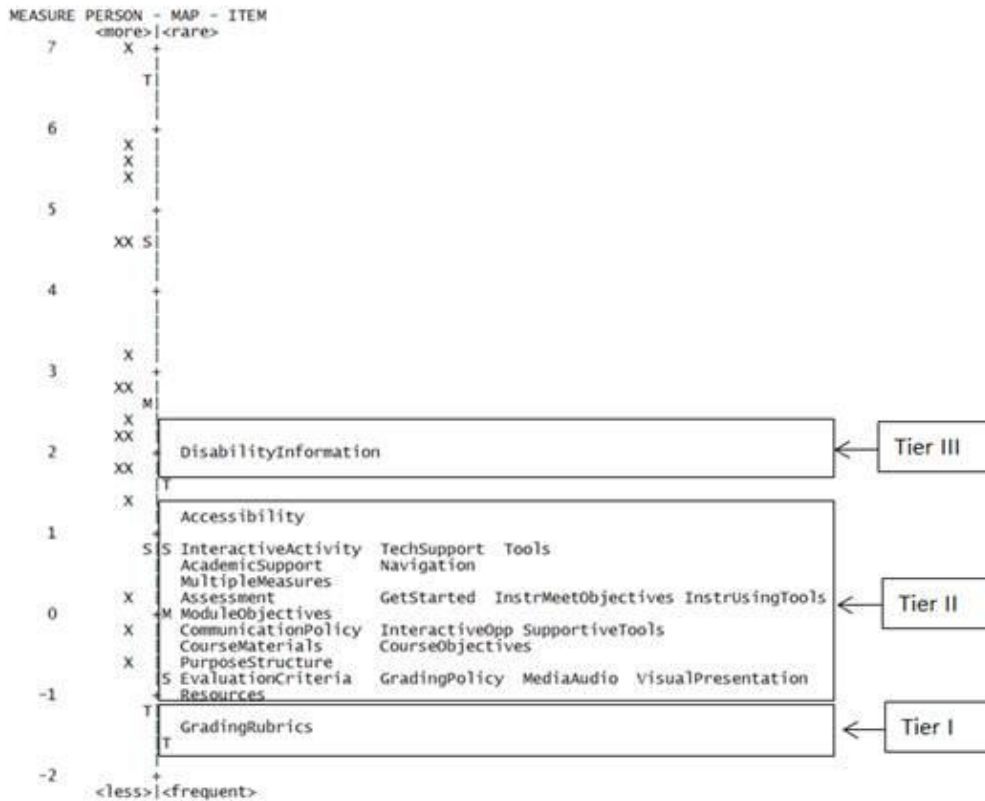 MEASURE PERSON - MAP - ITEM
<more>|<rare>
7 X +
T|
6 +
X
X
X
5 +
XX S|
4 +
X
3 +
XX
M|
X
XX
2 + DisabilityInformation Tier III
XX
|T
X
Accessibility
1 +
S|S InteractiveActivity TechSupport Tools
AcademicSupport Navigation
MultipleMeasures
X Assessment GetStarted InstrMeetObjectives InstrUsingTools
0 +M ModuleObjectives Tier II
X CommunicationPolicy InteractiveOpp SupportiveTools
CourseMaterials CourseObjectives
X PurposeStructure
|S EvaluationCriteria GradingPolicy MediaAudio VisualPresentation
-1 + Resources
T|
GradingRubrics Tier I
|T
-2 +
<less>|<frequent>